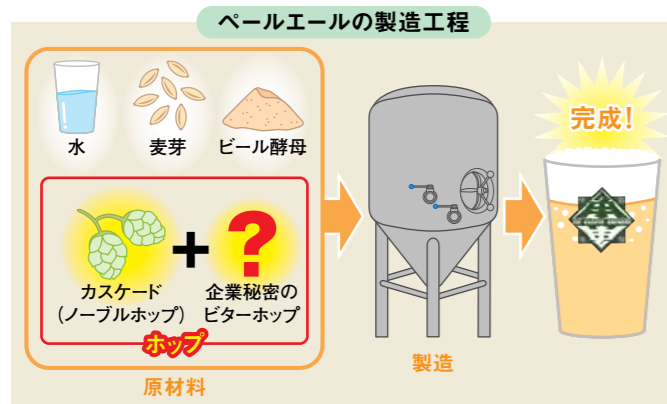 ペールエールの製造工程
水
麦芽
ビール酵母
カスケード
(ノーブルホップ)
+
?
企業秘密の
ビターホップ
ホップ
原材料
製造
完成!